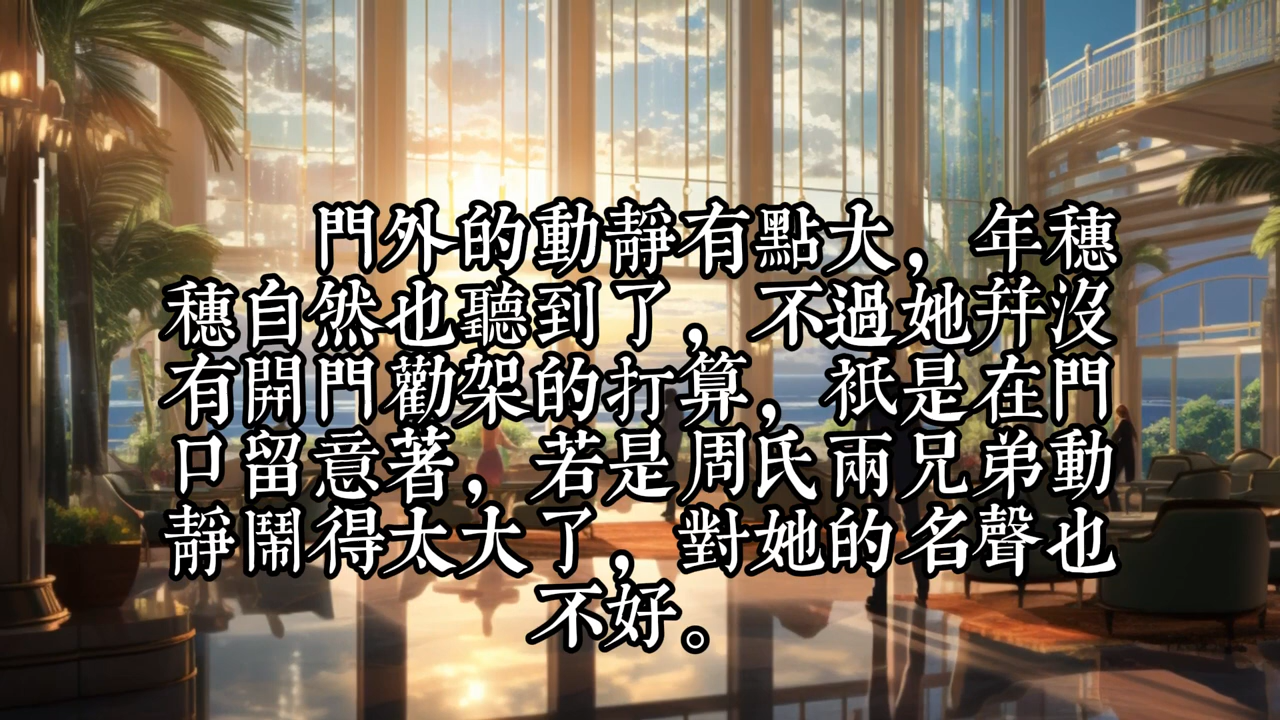 門外的動靜有點大，年穗
穗自然也聽到了，不過她并沒
有開門勸架的打算，祇是在門
口留意著，若是周氏兩兄弟動
靜鬧得太大了，對她的名聲也
不好。